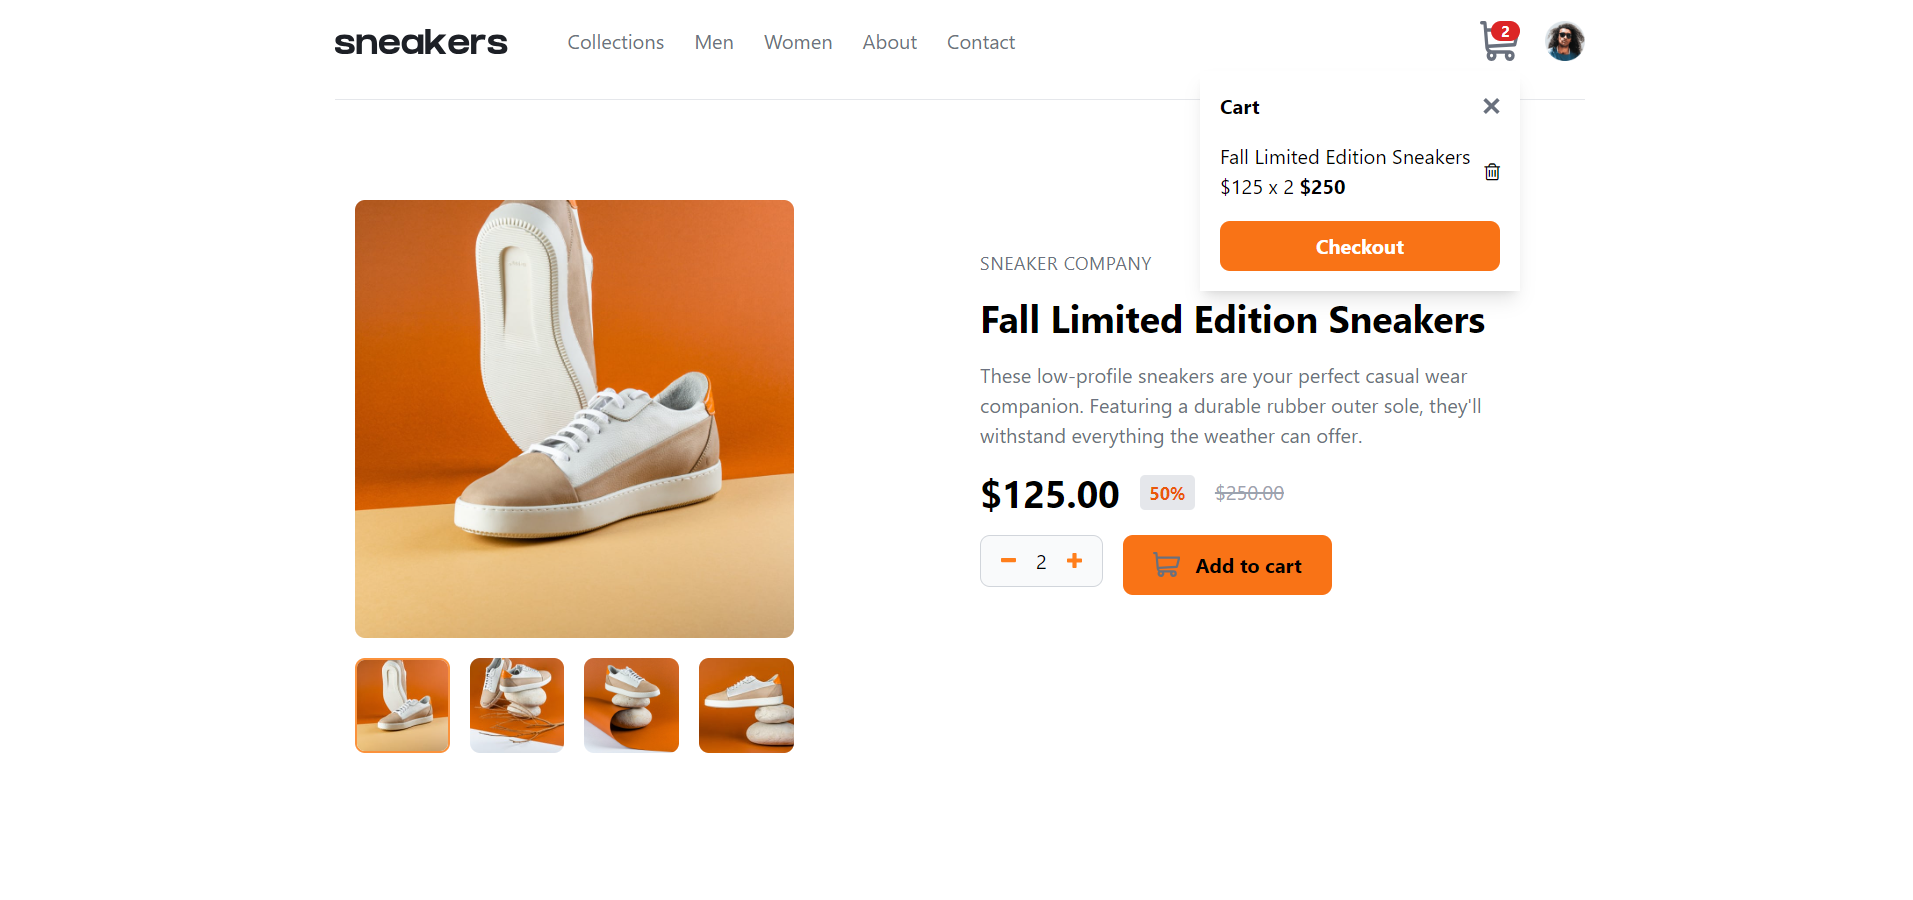 sneakers
Collections
Men
Women
About
Contact
2
Cart
Fall Limited Edition Sneakers
$125 x 2 $250
Checkout
SNEAKER COMPANY
Fall Limited Edition Sneakers
These low-profile sneakers are your perfect casual wear
companion. Featuring a durable rubber outer sole, they'll
withstand everything the weather can offer.
$125.00
50%
$250.00
2
Add to cart